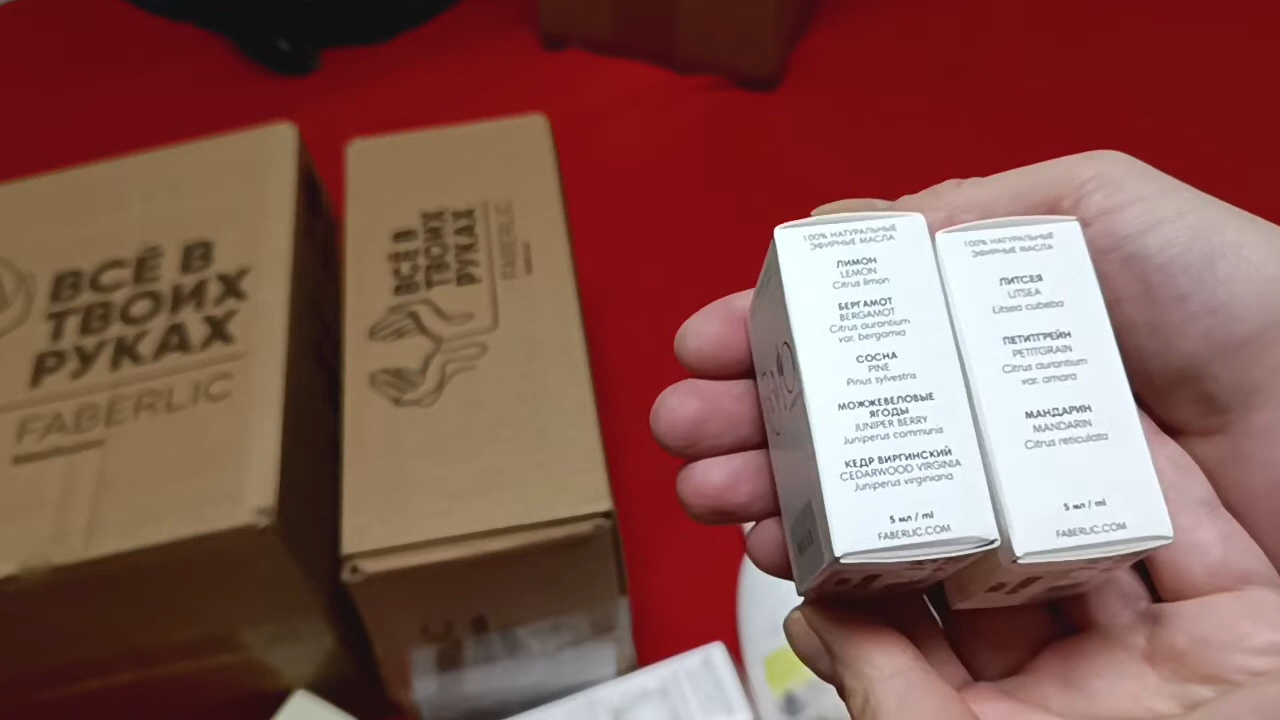 ВСЁ В
ТВОИХ
РУКАХ
FABERLIC
ВСЁ В
ТВОИХ
РУКАХ
FABERLIC
100% НАТУРАЛЬНЫЕ
ЭФИРНЫЕ МАСЛА
ЛИМОН
LEMON
Citrus limon
БЕРГАМОТ
BERGAMOT
Citrus aurantium
var. bergamia
СОСНА
PINE
Pinus sylvestris
МОЖЖЕВЕЛОВЫЕ
ЯГОДЫ
JUNIPER BERRY
Juniperus communis
КЕДР ВИРГИНСКИЙ
CEDARWOOD VIRGINIA
Juniperus virginiana
5 мл / ml
FABERLIC.COM
100% НАТУРАЛЬНЫЕ
ЭФИРНЫЕ МАСЛА
ЛИТСЕЯ
LITSEA
Litsea cubeba
ПЕТИТГРЕЙН
PETITGRAIN
Citrus aurantium
var. amara
МАНДАРИН
MANDARIN
Citrus reticulata
5 мл / ml
FABERLIC.COM